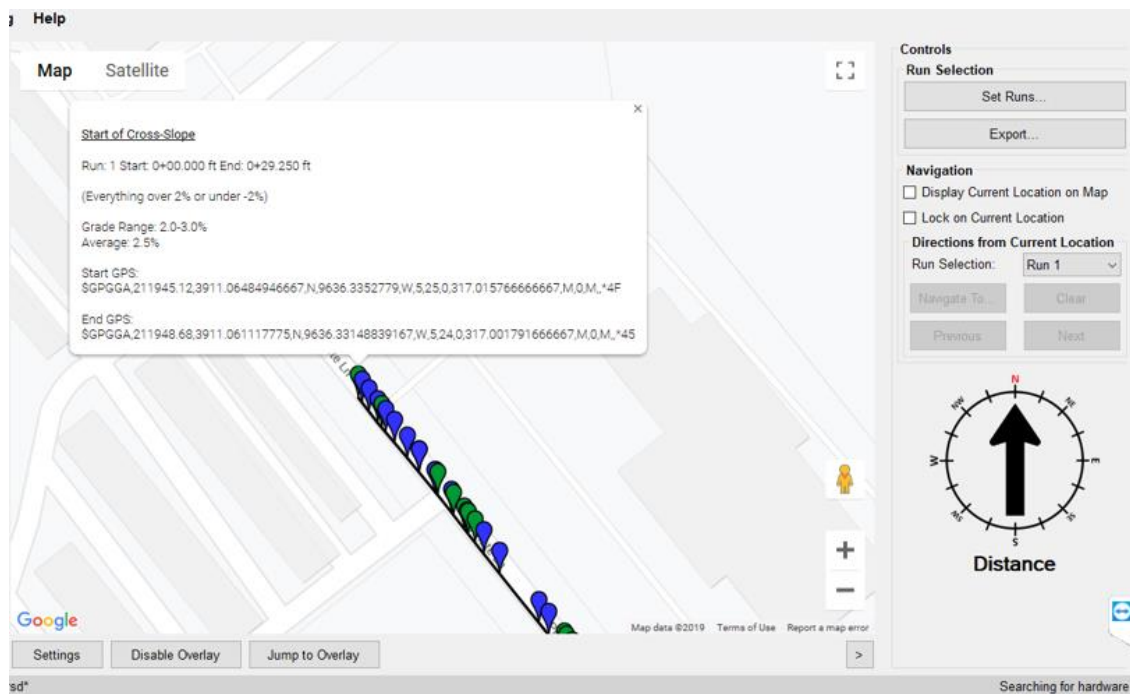 Help
Map
Satellite
×
Start of Cross-Slope
Run: 1 Start: 0+00.000 ft End: 0+29.250 ft
(Everything over 2% or under -2%)
Grade Range: 2.0-3.0%
Average: 2.5%
Start GPS:
$GPGGA,211945.12,3911.06484946667,N,9636.3352779,W,5,25,0,317.015766666667,M,0,M,,*4F
End GPS:
$GPGGA,211948.68,3911.061117775,N,9636.33148839167,W,5,24,0,317.001791666667,M,0,M,,*45
Google
Map data ©2019 Terms of Use Report a map error
Settings
Disable Overlay
Jump to Overlay
>
rsd*
Controls
Run Selection
Set Runs...
Export...
Navigation
Display Current Location on Map
Lock on Current Location
Directions from Current Location
Run Selection: Run 1
Navigate To... Clear
Previous Next
N
NE
E
SE
S
SW
W
NW
Distance
Searching for hardware